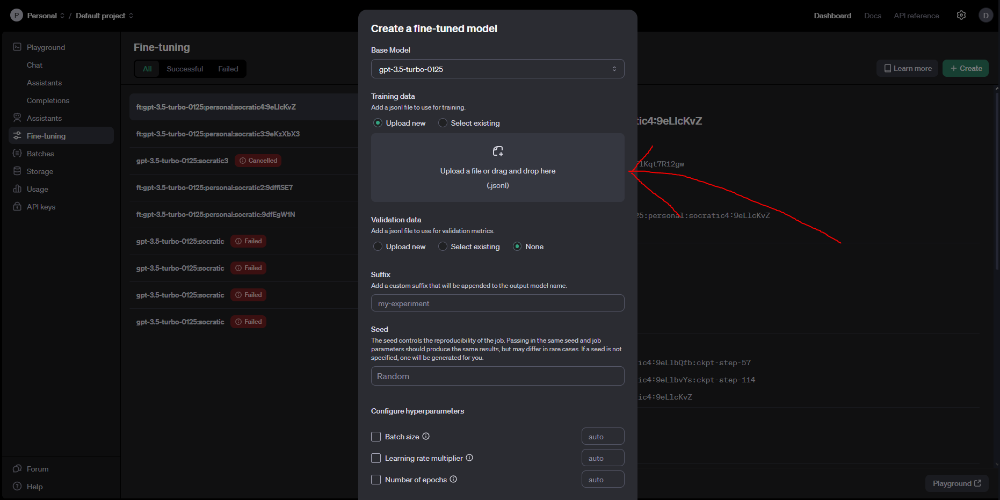 P Personal / Default project
Dashboard Docs API reference D
Playground
Chat
Assistants
Completions
Assistants
Fine-tuning
Batches
Storage
Usage
API keys
Forum
Help
Fine-tuning
All Successful Failed
Learn more + Create
ft:gpt-3.5-turbo-0125:personal:socratic4:9eLlcKvZ
ft:gpt-3.5-turbo-0125:personal:socratic3:9eKzXbX3
gpt-3.5-turbo-0125:socratic3 Cancelled
ft:gpt-3.5-turbo-0125:personal:socratic2:9dffiSE7
ft:gpt-3.5-turbo-0125:personal:socratic:9dfEgW1N
gpt-3.5-turbo-0125:socratic Failed
gpt-3.5-turbo-0125:socratic Failed
gpt-3.5-turbo-0125:socratic Failed
gpt-3.5-turbo-0125:socratic Failed
Create a fine-tuned model
Base Model
gpt-3.5-turbo-0125
Training data
Add a jsonl file to use for training.
Upload new Select existing
Upload a file or drag and drop here
(.jsonl)
Validation data
Add a jsonl file to use for validation metrics.
Upload new Select existing None
Suffix
Add a custom suffix that will be appended to the output model name.
my-experiment
Seed
The seed controls the reproducibility of the job. Passing in the same seed and job
parameters should produce the same results, but may differ in rare cases. If a seed is not
specified, one will be generated for you.
Random
Configure hyperparameters
Batch size auto
Learning rate multiplier auto
Number of epochs auto
tic4:9eLlcKvZ
lKqt7R12gw
25:personal:socratic4:9eLlcKvZ
ic4:9eLlbQfb:ckpt-step-57
ic4:9eLlbvYs:ckpt-step-114
ic4:9eLlcKvZ
Playground